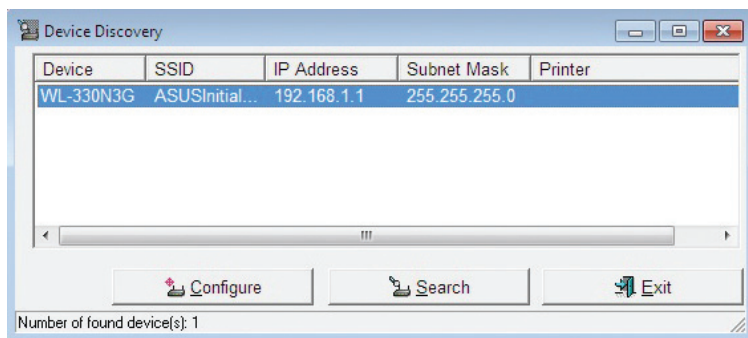 Device Discovery
Device SSID IP Address Subnet Mask Printer
WL-330N3G ASUSInitial... 192.168.1.1 255.255.255.0
Configure Search Exit
Number of found device(s): 1